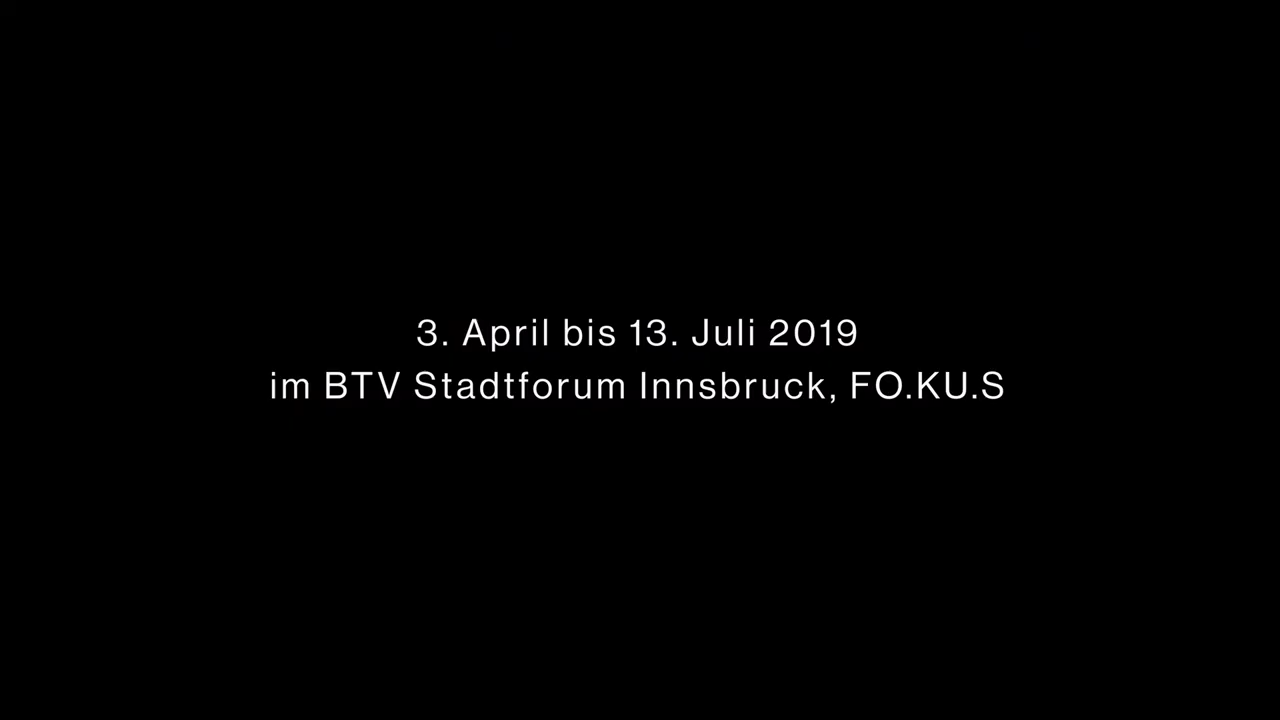 3. April bis 13. Juli 2019
im BTV Stadtforum Innsbruck, FO.KU.S